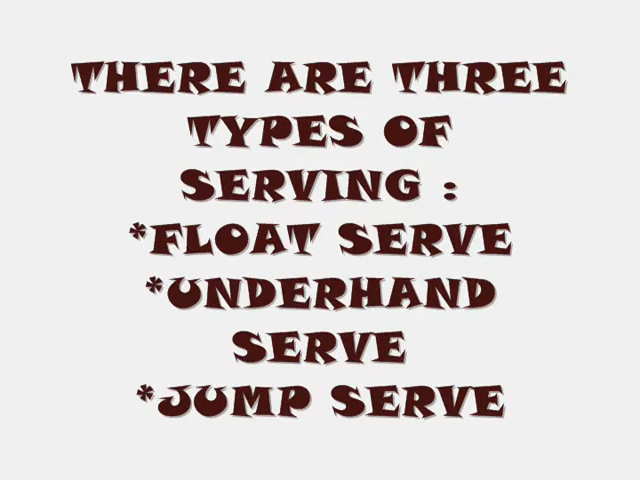 THERE ARE THREE
TYPES OF
SERVING :
*FLOAT SERVE
*UNDERHAND
SERVE
*JUMP SERVE